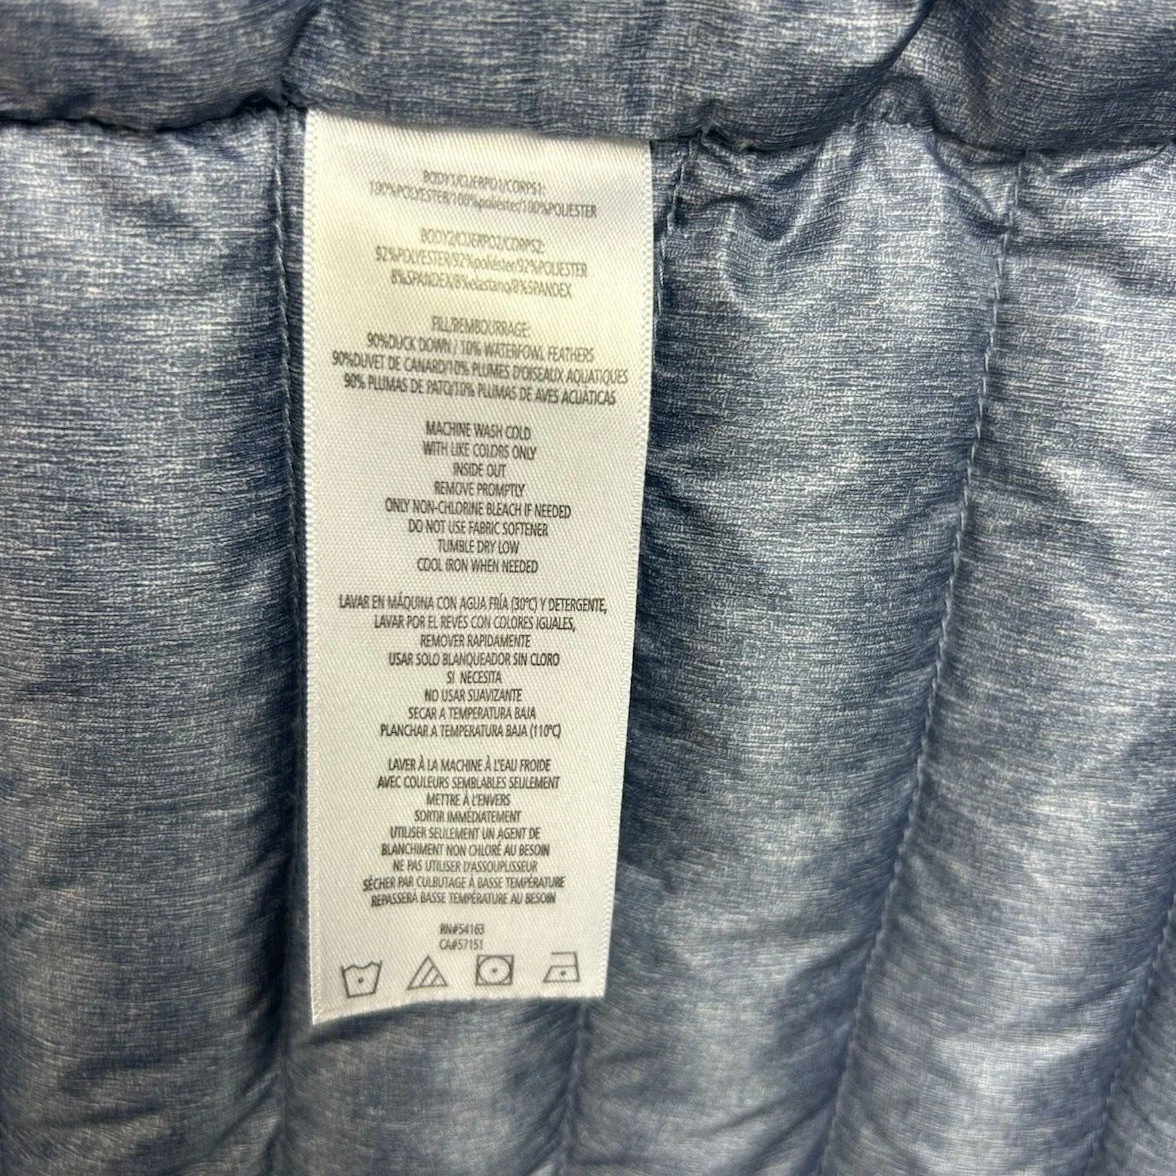 BODY1/CUERPO1/CORPS1:
100%POLYESTER/100%poliéster/100%POLIESTER
BODY2/CUERPO2/CORPS2:
92%POLYESTER/92%poliéster/92%POLIESTER
8%SPANDEX/8%elastano/8%SPANDEX
FILL/REMBOURRAGE:
90%DUCK DOWN / 10% WATERFOWL FEATHERS
90%DUVET DE CANARD/10% PLUMES D'OISEAUX AQUATIQUES
90% PLUMAS DE PATO/10% PLUMAS DE AVES ACUÁTICAS
MACHINE WASH COLD
WITH LIKE COLORS ONLY
INSIDE OUT
REMOVE PROMPTLY
ONLY NON-CHLORINE BLEACH IF NEEDED
DO NOT USE FABRIC SOFTENER
TUMBLE DRY LOW
COOL IRON WHEN NEEDED
LAVAR EN MÁQUINA CON AGUA FRÍA (30°C) Y DETERGENTE,
LAVAR POR EL REVÉS CON COLORES IGUALES,
REMOVER RAPIDAMENTE
USAR SOLO BLANQUEADOR SIN CLORO
SI NECESITA
NO USAR SUAVIZANTE
SECAR A TEMPERATURA BAJA
PLANCHAR A TEMPERATURA BAJA (110°C)
LAVER À LA MACHINE À L'EAU FROIDE
AVEC COULEURS SEMBLABLES SEULEMENT
METTRE À L'ENVERS
SORTIR IMMÉDIATEMENT
UTILISER SEULEMENT UN AGENT DE
BLANCHIMENT NON CHLORÉ AU BESOIN
NE PAS UTILISER D'ASSOUPLISSEUR
SÉCHER PAR CULBUTAGE À BASSE TEMPÉRATURE
REPASSERÀ BASSE TEMPÉRATURE AU BESOIN
RN#54163
CA#57151